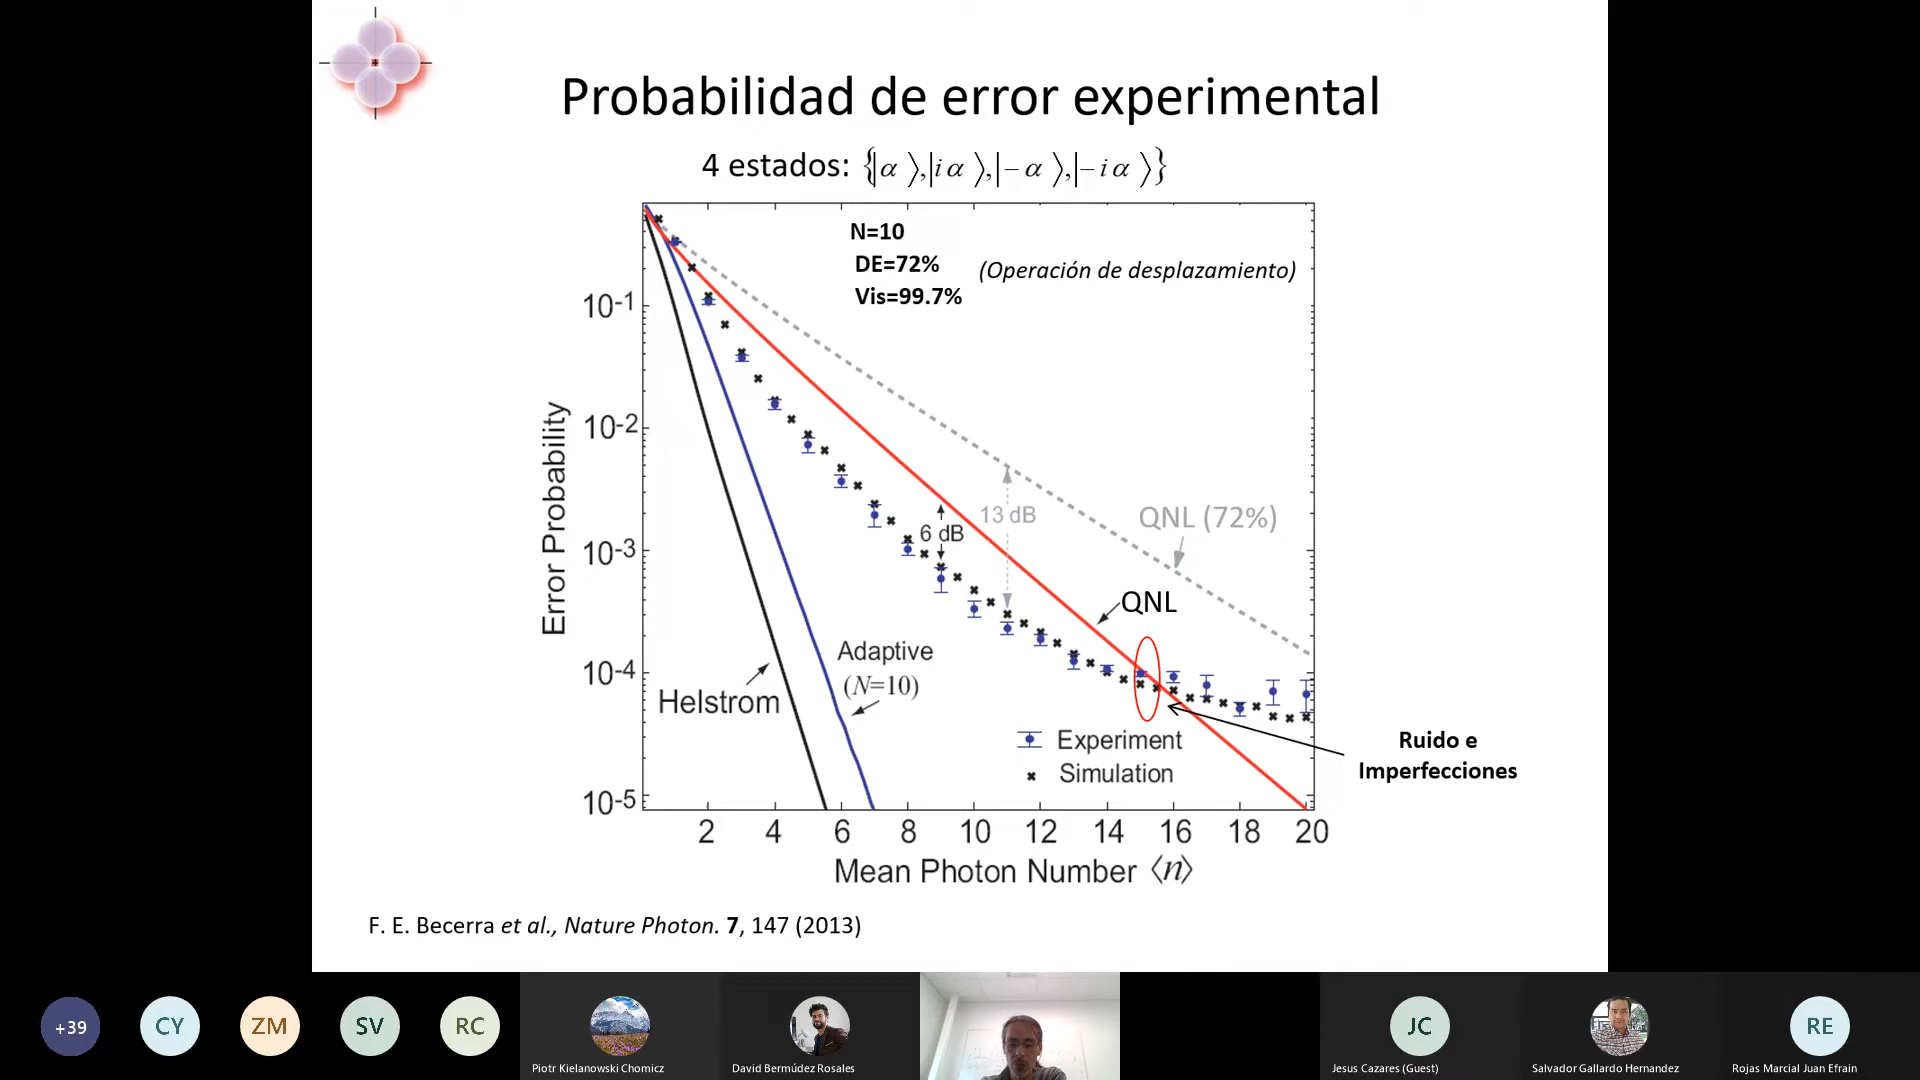 Probabilidad de error experimental
4 estados: {|α⟩,|iα⟩,|−α⟩,|−iα⟩}
N=10
DE=72%
(Operación de desplazamiento)
Vis=99.7%
10-1
10-2
10-3
10-4
10-5
Error Probability
6 dB
13 dB
QNL (72%)
QNL
Adaptive
(N=10)
Helstrom
Experiment
Simulation
Ruido e
Imperfecciones
2 4 6 8 10 12 14 16 18 20
Mean Photon Number ⟨n⟩
F. E. Becerra et al., Nature Photon. 7, 147 (2013)
+39
CY
ZM
SV
RC
JC
RE
Piotr Kielanowski Chomicz
David Bermúdez Rosales
Jesus Cazares (Guest)
Salvador Gallardo Hernandez
Rojas Marcial Juan Efrain